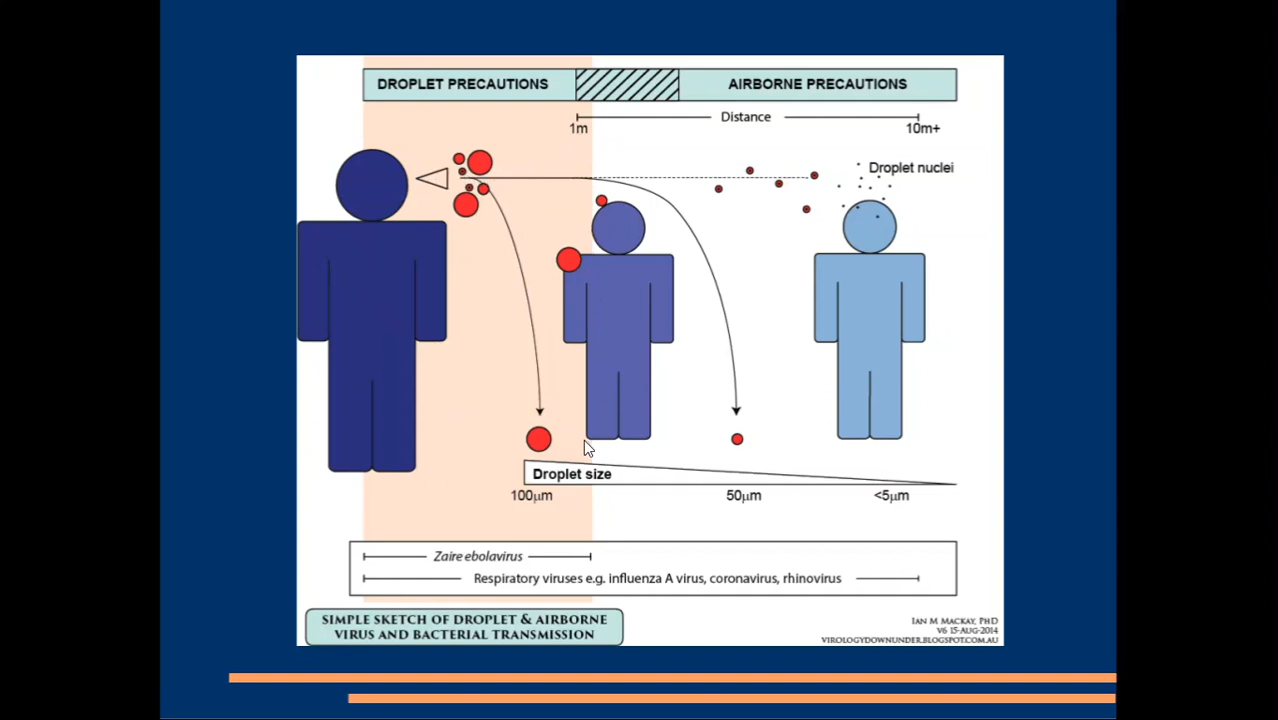 DROPLET PRECAUTIONS
AIRBORNE PRECAUTIONS
Distance
1m
10m+
Droplet nuclei
Droplet size
100μm
50μm
<5μm
Zaire ebolavirus
Respiratory viruses e.g. influenza A virus, coronavirus, rhinovirus
SIMPLE SKETCH OF DROPLET & AIRBORNE
VIRUS AND BACTERIAL TRANSMISSION
IAN M MACKAY, PHD
V6 15-AUG-2014
VIROLOGYDOWNUNDER.BLOGSPOT.COM.AU